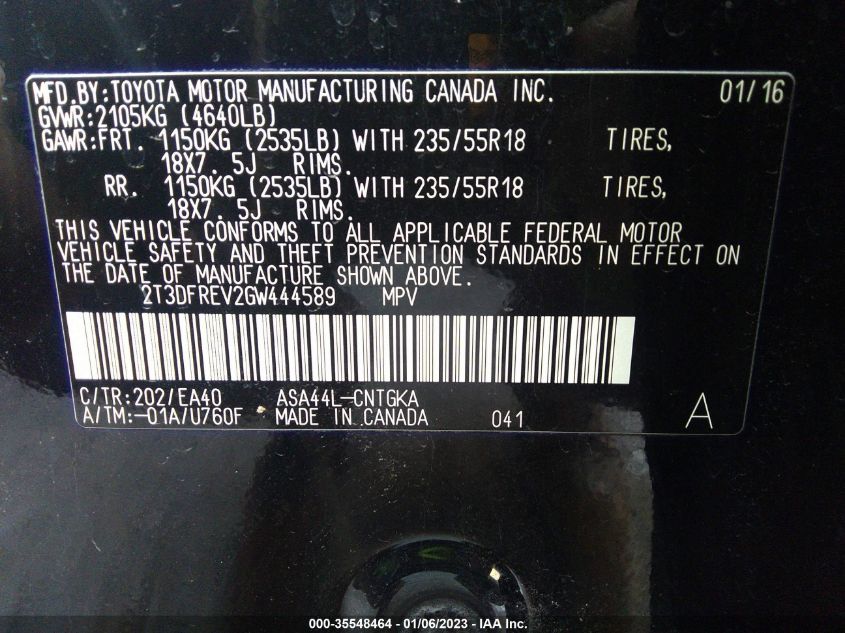 MFD.BY:TOYOTA MOTOR MANUFACTURING CANADA INC. 01/16
GVWR:2105KG (4640LB)
GAWR:FRT. 1150KG (2535LB) WITH 235/55R18 TIRES,
18X7. 5J RIMS.
RR. 1150KG (2535LB) WITH 235/55R18 TIRES,
18X7. 5J RIMS.
THIS VEHICLE CONFORMS TO ALL APPLICABLE FEDERAL MOTOR
VEHICLE SAFETY AND THEFT PREVENTION STANDARDS IN EFFECT ON
THE DATE OF MANUFACTURE SHOWN ABOVE.
2T3DFREV2GW444589 MPV
C/TR:202/EA40 ASA44L-CNTGKA
A/TM:-01A/U760F MADE IN CANADA 041 A
000-35548464 - 01/06/2023 - IAA Inc.